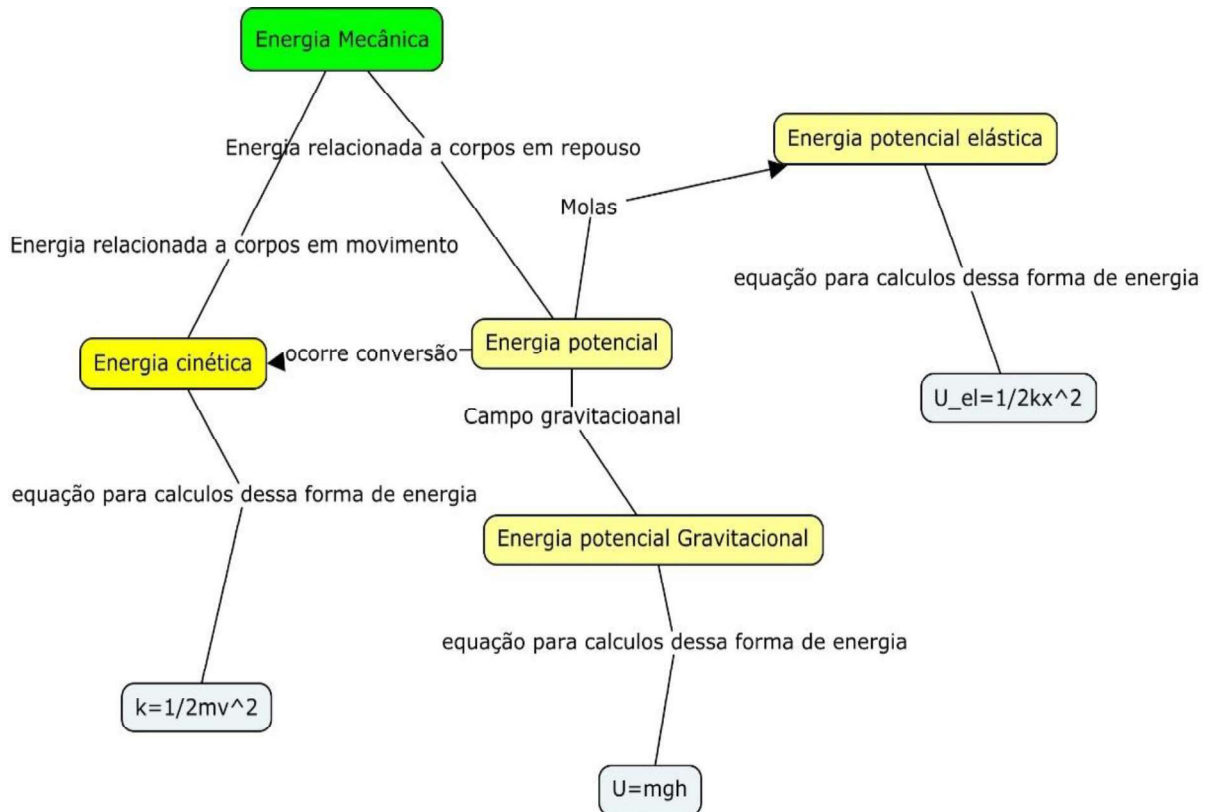 Energia Mecânica
Energia potencial elástica
Energia relacionada a corpos em repouso
Molas
Energia relacionada a corpos em movimento
equação para calculos dessa forma de energia
Energia potencial
ocorre conversão
Energia cinética
U_el=1/2kx^2
Campo gravitacioanal
equação para calculos dessa forma de energia
Energia potencial Gravitacional
equação para calculos dessa forma de energia
k=1/2mv^2
U=mgh